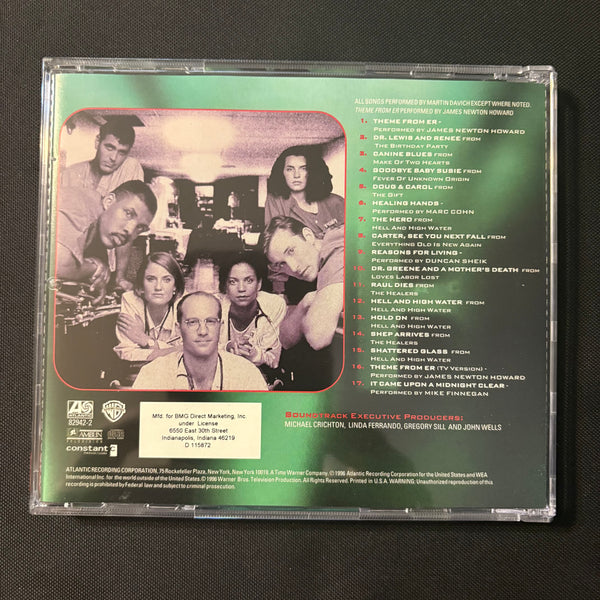 ALL SONGS PERFORMED BY MARTIN DAVICH EXCEPT WHERE NOTED.
THEME FROM ER PERFORMED BY JAMES NEWTON HOWARD
1. THEME FROM ER -
PERFORMED BY JAMES NEWTON HOWARD
2. DR. LEWIS AND RENEE FROM
THE BIRTHDAY PARTY
3. CANINE BLUES FROM
MAKE OF TWO HEARTS
4. GOODBYE BABY SUSIE FROM
FEVER OF UNKNOWN ORIGIN
5. DOUG & CAROL FROM
THE GIFT
6. HEALING HANDS -
PERFORMED BY MARC COHN
7. THE HERO FROM
HELL AND HIGH WATER
8. CARTER, SEE YOU NEXT FALL FROM
EVERYTHING OLD IS NEW AGAIN
9. REASONS FOR LIVING -
PERFORMED BY DUNCAN SHEIK
10. DR. GREENE AND A MOTHER'S DEATH FROM
LOVES LABOR LOST
11. RAUL DIES FROM
THE HEALERS
12. HELL AND HIGH WATER FROM
HELL AND HIGH WATER
13. HOLD ON FROM
HELL AND HIGH WATER
14. SHEP ARRIVES FROM
THE HEALERS
15. SHATTERED GLASS FROM
HELL AND HIGH WATER
16. THEME FROM ER (TV VERSION) -
PERFORMED BY JAMES NEWTON HOWARD
17. IT CAME UPON A MIDNIGHT CLEAR -
PERFORMED BY MIKE FINNEGAN
SOUNDTRACK EXECUTIVE PRODUCERS:
MICHAEL CRICHTON, LINDA FERRANDO, GREGORY SILL AND JOHN WELLS
ATLANTIC
82942-2
AMBLIN
TELEVISION
constant c
Mfd. for BMG Direct Marketing, Inc.
under License
6550 East 30th Street
Indianapolis, Indiana 46219
D 115872
ATLANTIC RECORDING CORPORATION, 75 Rockefeller Plaza, New York, New York 10019. A Time Warner Company. ©1996 Atlantic Recording Corporation for the United States and WEA
International Inc. for the world outside of the United States. ©1996 Warner Bros. Television Production. All Rights Reserved. Printed in U.S.A. WARNING: Unauthorized reproduction of this
recording is prohibited by Federal law and subject to criminal prosecution.